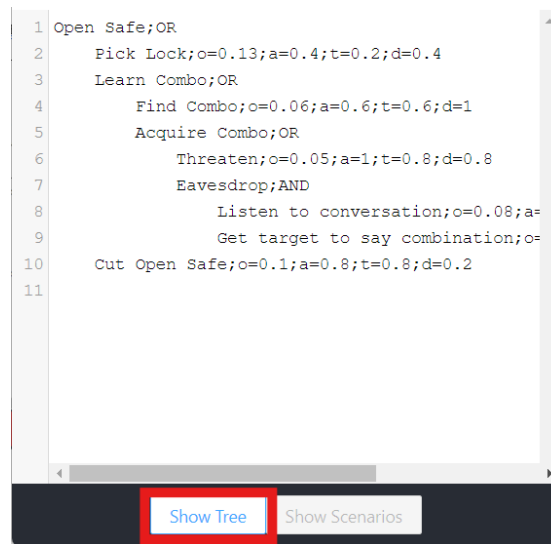 1 Open Safe;OR
2 Pick Lock;o=0.13;a=0.4;t=0.2;d=0.4
3 Learn Combo;OR
4 Find Combo;o=0.06;a=0.6;t=0.6;d=1
5 Acquire Combo;OR
6 Threaten;o=0.05;a=1;t=0.8;d=0.8
7 Eavesdrop;AND
8 Listen to conversation;o=0.08;a=
9 Get target to say combination;o=
10 Cut Open Safe;o=0.1;a=0.8;t=0.8;d=0.2
11
Show Tree Show Scenarios